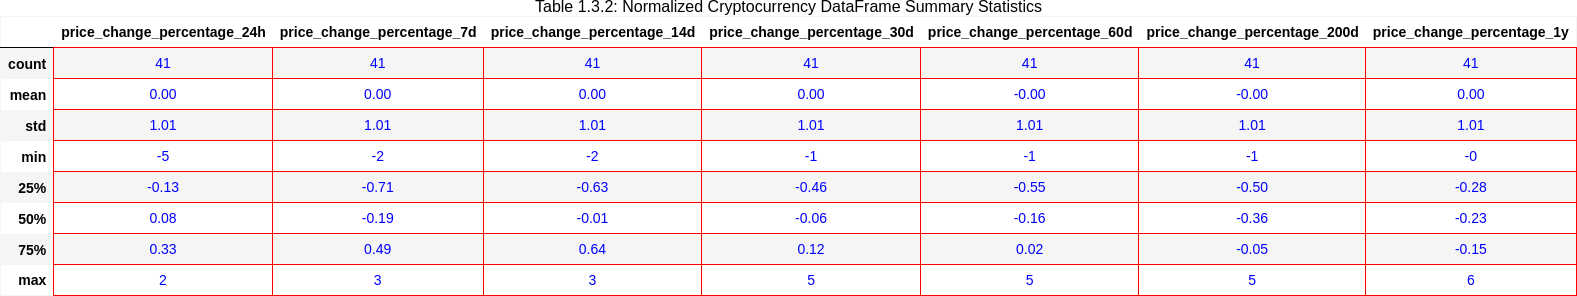 Table 1.3.2: Normalized Cryptocurrency DataFrame Summary Statistics
price_change_percentage_24h price_change_percentage_7d price_change_percentage_14d price_change_percentage_30d price_change_percentage_60d price_change_percentage_200d price_change_percentage_1y
count 41 41 41 41 41 41 41
mean 0.00 0.00 0.00 0.00 -0.00 -0.00 0.00
std 1.01 1.01 1.01 1.01 1.01 1.01 1.01
min -5 -2 -2 -1 -1 -1 -0
25% -0.13 -0.71 -0.63 -0.46 -0.55 -0.50 -0.28
50% 0.08 -0.19 -0.01 -0.06 -0.16 -0.36 -0.23
75% 0.33 0.49 0.64 0.12 0.02 -0.05 -0.15
max 2 3 3 5 5 5 6